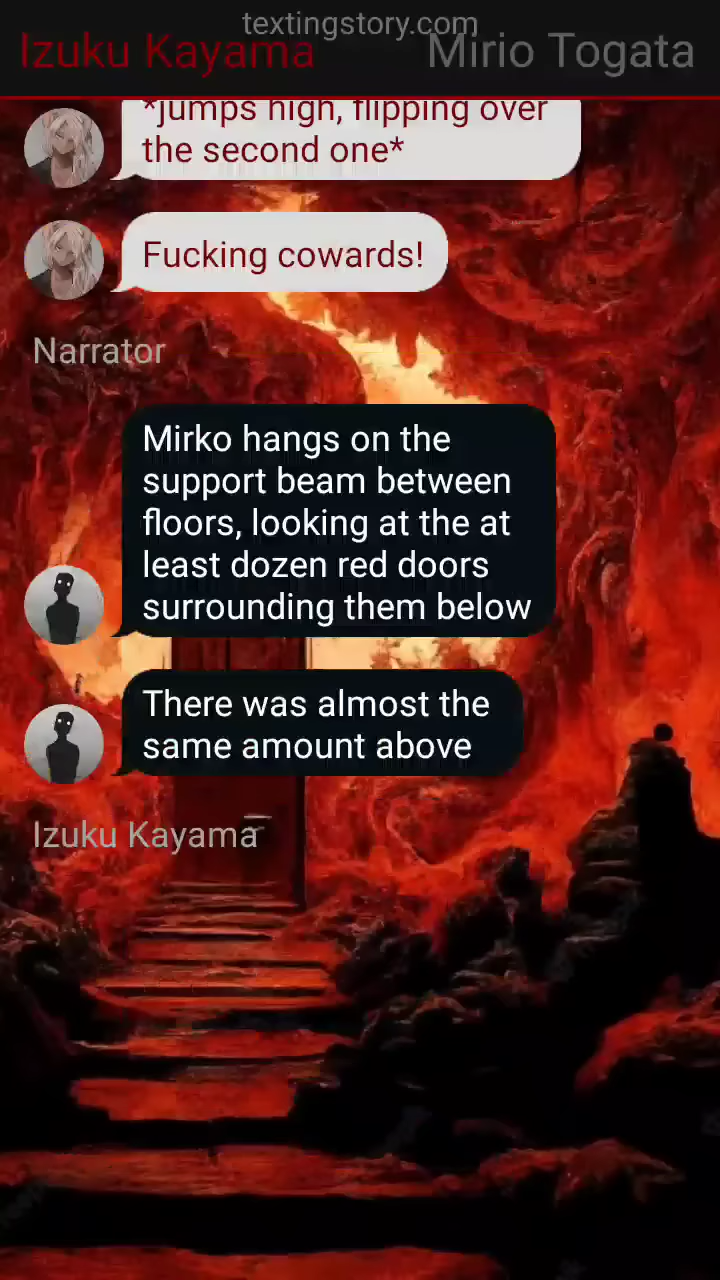 textingstory.com
Izuku Kayama
Mirio Togata
*jumps high, flipping over
the second one*
Fucking cowards!
Narrator
Mirko hangs on the
support beam between
floors, looking at the at
least dozen red doors
surrounding them below
There was almost the
same amount above
Izuku Kayama